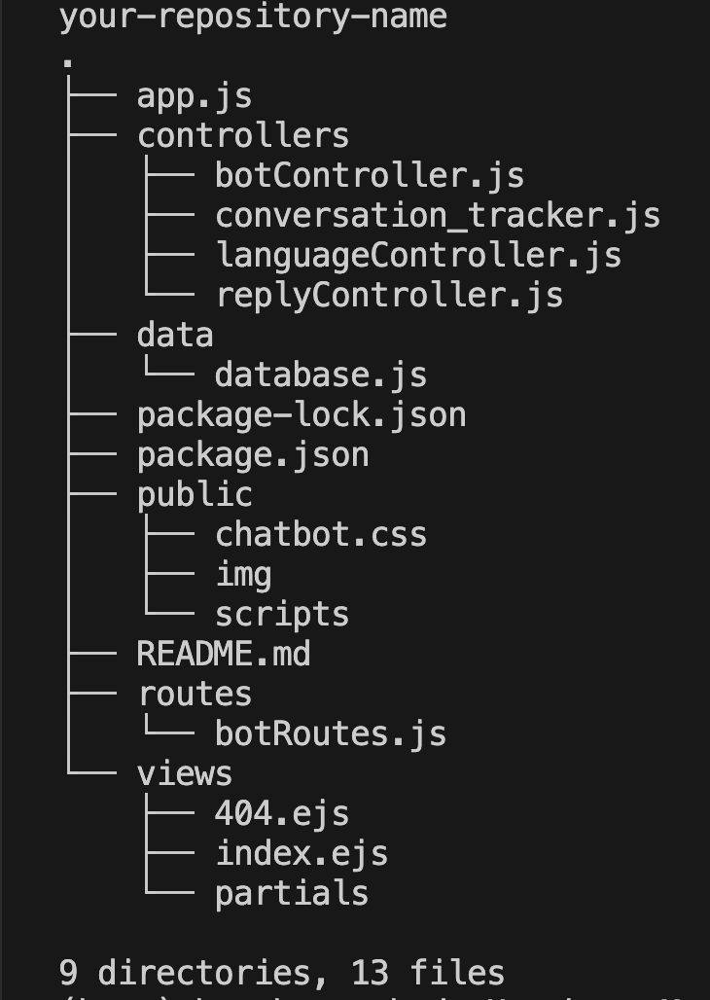 your-repository-name
.
├── app.js
├── controllers
│   ├── botController.js
│   ├── conversation_tracker.js
│   ├── languageController.js
│   └── replyController.js
├── data
│   └── database.js
├── package-lock.json
├── package.json
├── public
│   ├── chatbot.css
│   ├── img
│   └── scripts
├── README.md
├── routes
│   └── botRoutes.js
└── views
    ├── 404.ejs
    ├── index.ejs
    └── partials
9 directories, 13 files